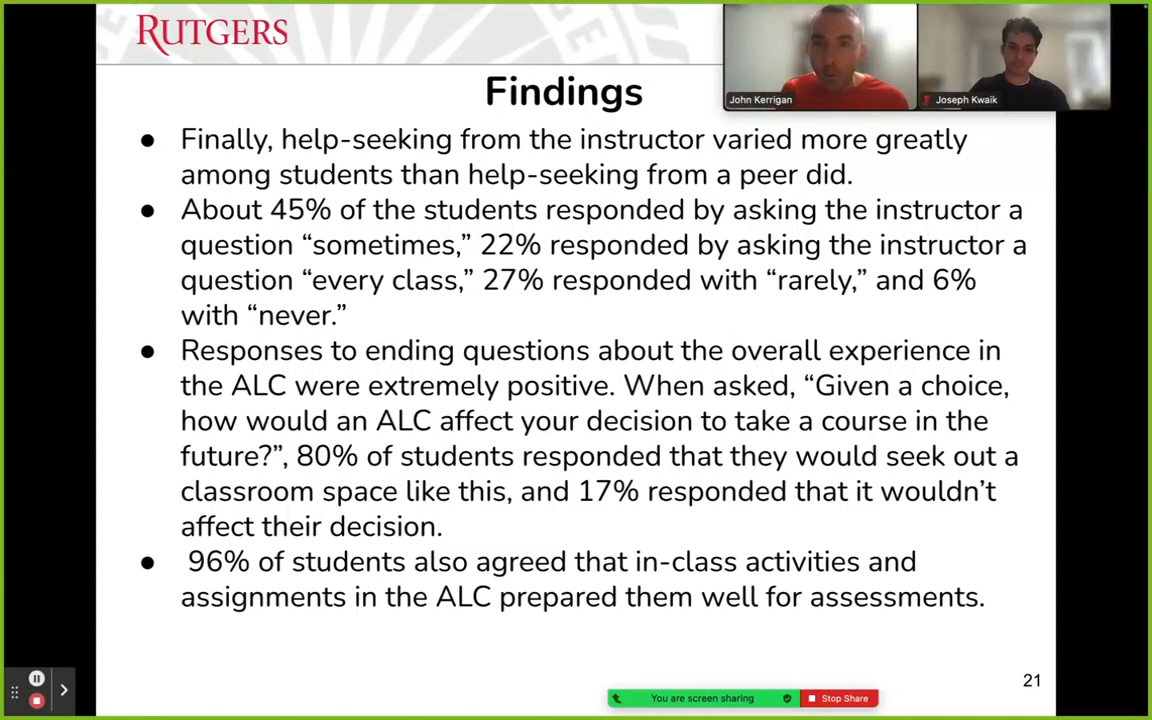 RUTGERS
Findings
John Kerrigan
Joseph Kwaik
● Finally, help-seeking from the instructor varied more greatly
among students than help-seeking from a peer did.
● About 45% of the students responded by asking the instructor a
question “sometimes,” 22% responded by asking the instructor a
question “every class,” 27% responded with “rarely,” and 6%
with “never.”
● Responses to ending questions about the overall experience in
the ALC were extremely positive. When asked, “Given a choice,
how would an ALC affect your decision to take a course in the
future?”, 80% of students responded that they would seek out a
classroom space like this, and 17% responded that it wouldn’t
affect their decision.
● 96% of students also agreed that in-class activities and
assignments in the ALC prepared them well for assessments.
21
You are screen sharing
Stop Share